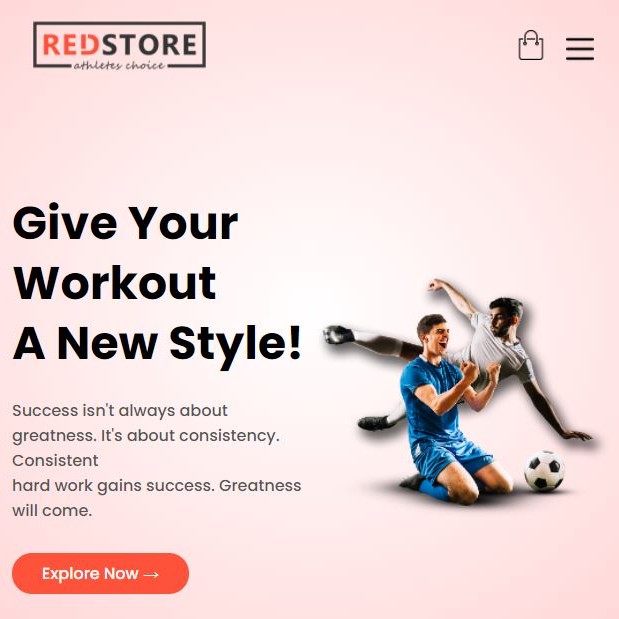 REDSTORE
athletes choice
Give Your
Workout
A New Style!
Success isn't always about
greatness. It's about consistency.
Consistent
hard work gains success. Greatness
will come.
Explore Now →